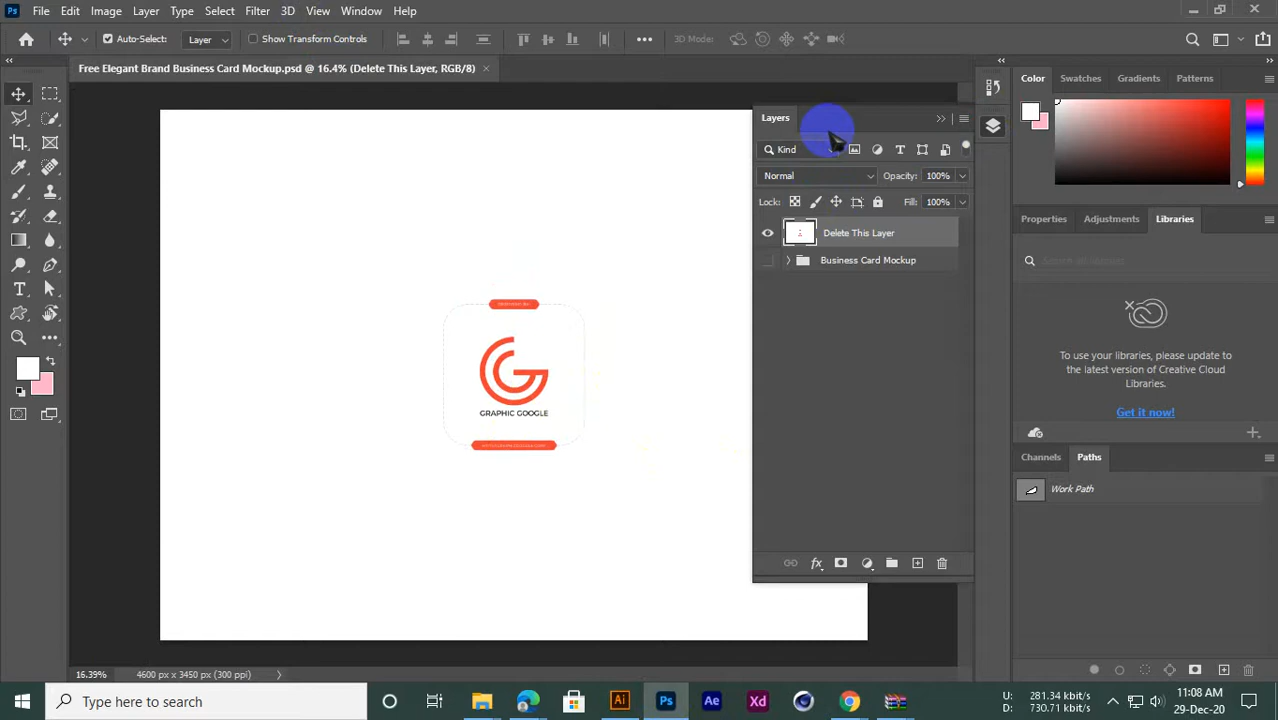 Ps File Edit Image Layer Type Select Filter 3D View Window Help
Auto-Select: Layer Show Transform Controls 3D Mode:
Free Elegant Brand Business Card Mockup.psd @ 16.4% (Delete This Layer, RGB/8)
Layers
Kind
Normal Opacity: 100%
Lock: Fill: 100%
Delete This Layer
Business Card Mockup
Color Swatches Gradients Patterns
Properties Adjustments Libraries
To use your libraries, please update to
the latest version of Creative Cloud
Libraries.
Get it now!
Channels Paths
Work Path
GRAPHIC GOOGLE
16.39% 4600 px x 3450 px (300 ppi)
Type here to search
Ai Ps Ae Xd
U: 281.34 kbit/s
D: 730.71 kbit/s
11:08 AM
29-Dec-20